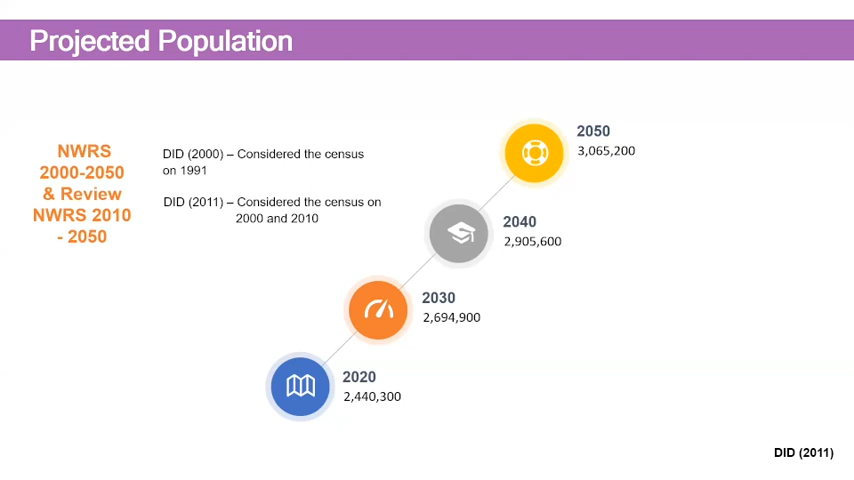 Projected Population
NWRS
2000-2050
& Review
NWRS 2010
- 2050
DID (2000) – Considered the census
on 1991
DID (2011) – Considered the census on
2000 and 2010
2050
3,065,200
2040
2,905,600
2030
2,694,900
2020
2,440,300
DID (2011)